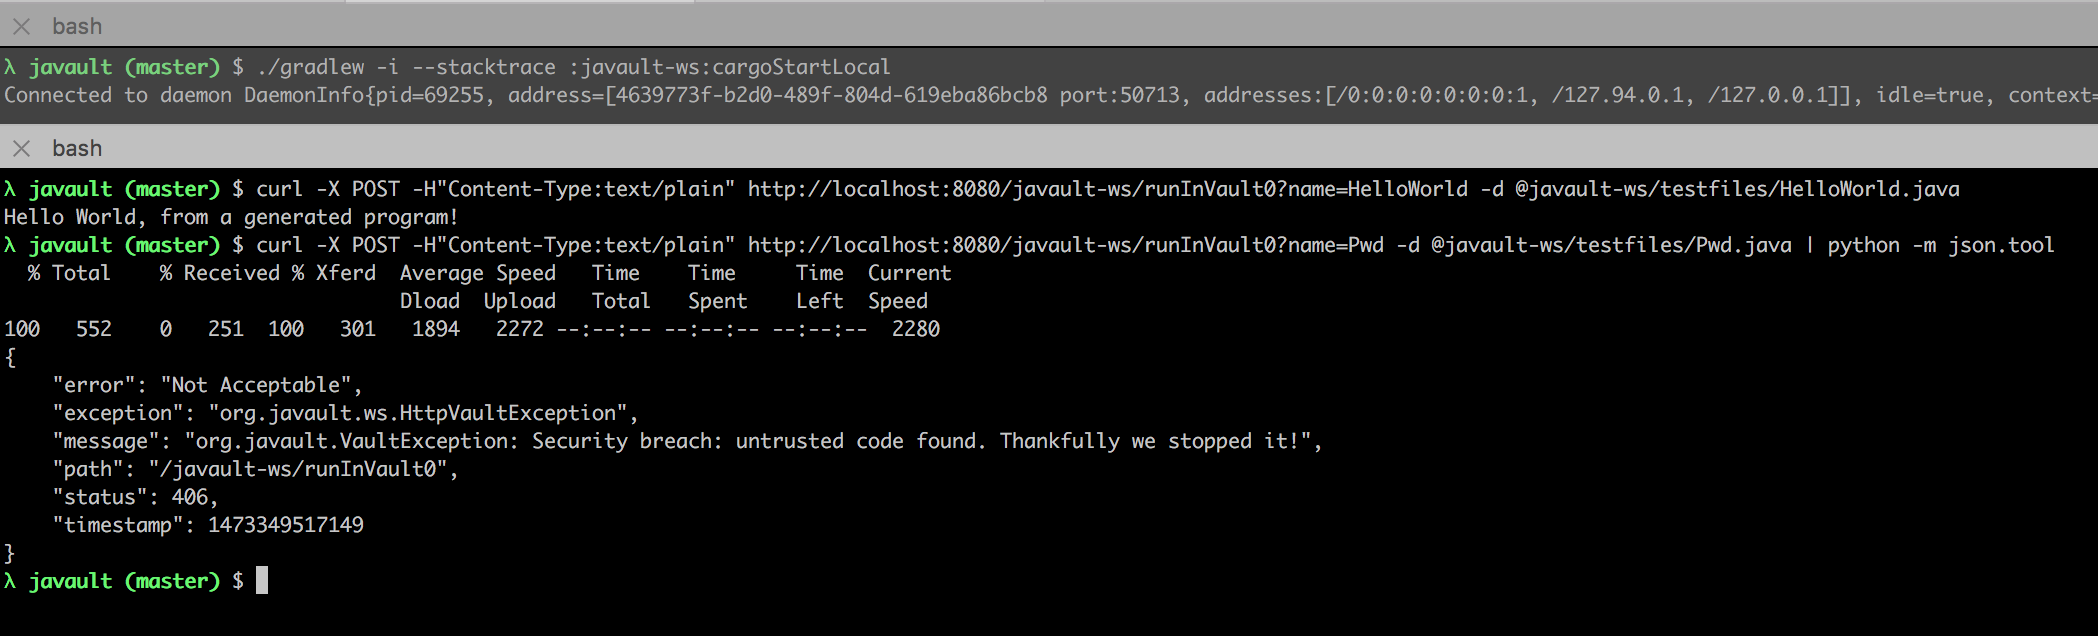 bash
λ javault (master) $ ./gradlew -i --stacktrace :javault-ws:cargoStartLocal
Connected to daemon DaemonInfo{pid=69255, address=[4639773f-b2d0-489f-804d-619eba86bcb8 port:50713, addresses:[/0:0:0:0:0:0:0:1, /127.94.0.1, /127.0.0.1]], idle=true, context=
bash
λ javault (master) $ curl -X POST -H"Content-Type:text/plain" http://localhost:8080/javault-ws/runInVault0?name=HelloWorld -d @javault-ws/testfiles/HelloWorld.java
Hello World, from a generated program!
λ javault (master) $ curl -X POST -H"Content-Type:text/plain" http://localhost:8080/javault-ws/runInVault0?name=Pwd -d @javault-ws/testfiles/Pwd.java | python -m json.tool
  % Total    % Received % Xferd  Average Speed   Time    Time     Time  Current
                                 Dload  Upload   Total   Spent    Left  Speed
100   552    0   251  100   301   1894   2272 --:--:-- --:--:-- --:--:--  2280
{
    "error": "Not Acceptable",
    "exception": "org.javault.ws.HttpVaultException",
    "message": "org.javault.VaultException: Security breach: untrusted code found. Thankfully we stopped it!",
    "path": "/javault-ws/runInVault0",
    "status": 406,
    "timestamp": 1473349517149
}
λ javault (master) $